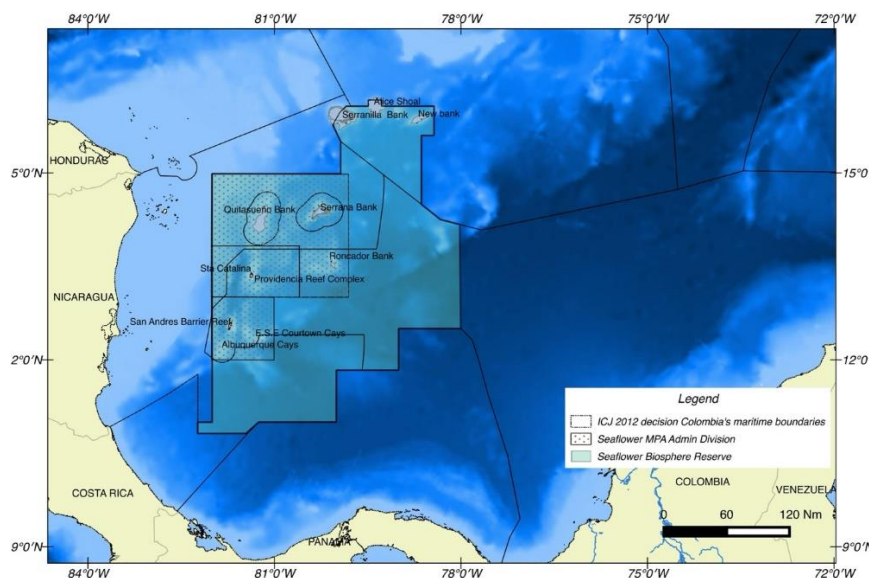 84°0'W 81°0'W 78°0'W 75°0'W 72°0'W
Alice Shoal
Serranilla Bank New bank
HONDURAS
5°0'N 15°0'N
Quitasueño Bank Serrana Bank
Roncador Bank
Sta Catalina
Providencia Reef Complex
NICARAGUA
San Andres Barrier Reef
E.S.E Courtown Cays
Albuquerque Cays
2°0'N 12°0'N
Legend
ICJ 2012 decision Colombia's maritime boundaries
Seaflower MPA Admin Division
Seaflower Biosphere Reserve
COSTA RICA
COLOMBIA
VENEZUELA
PANAMA
0 60 120 Nm
9°0'N 9°0'N
84°0'W 81°0'W 78°0'W 75°0'W 72°0'W